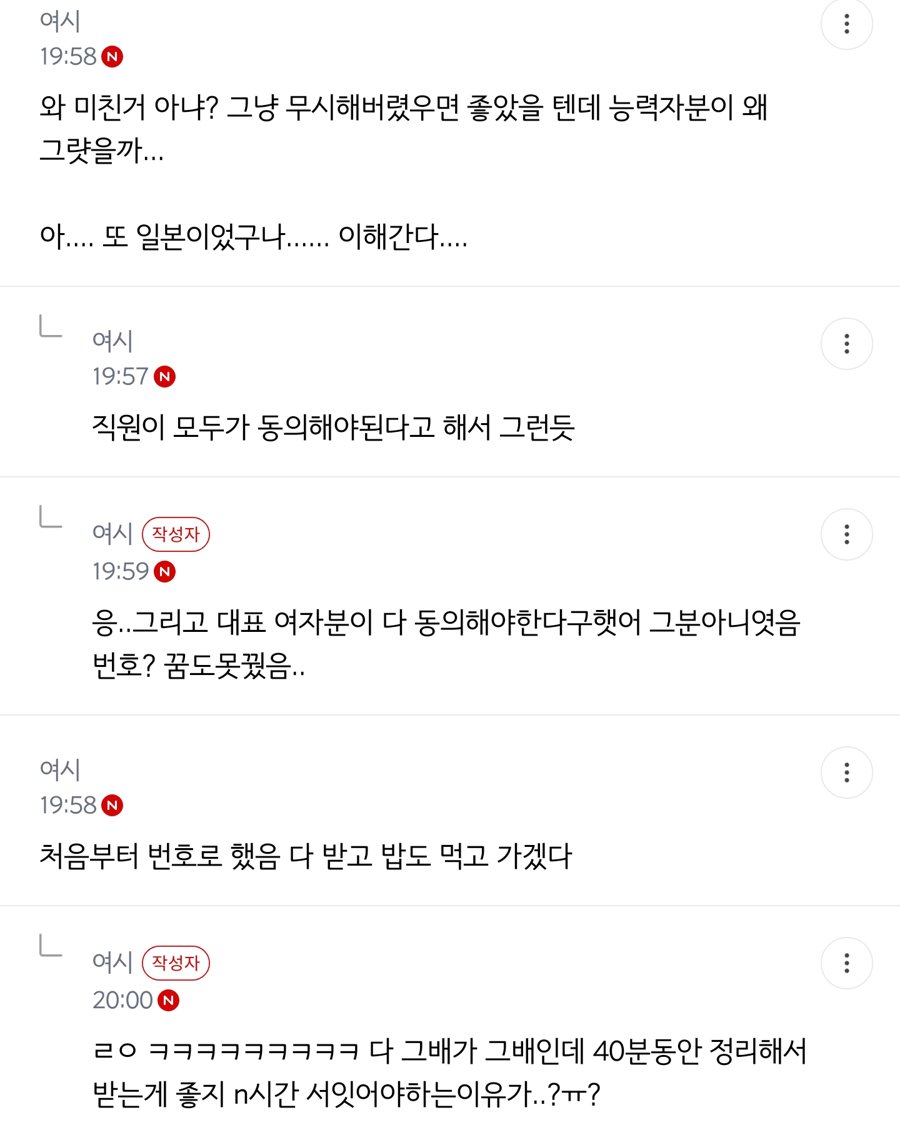 여시
19:58 N
와 미친거 아냐? 그냥 무시해버렸우면 좋았을 텐데 능력자분이 왜
그럇을까...
아.... 또 일본이었구나...... 이해간다....
여시
19:57 N
직원이 모두가 동의해야된다고 해서 그런듯
여시 작성자
19:59 N
응..그리고 대표 여자분이 다 동의해야한다구햇어 그분아니엿음
번호? 꿈도못꿨음..
여시
19:58 N
처음부터 번호로 했음 다 받고 밥도 먹고 가겠다
여시 작성자
20:00 N
ㄹㅇ ㅋㅋㅋㅋㅋㅋㅋㅋㅋ 다 그배가 그배인데 40분동안 정리해서
받는게 좋지 n시간 서잇어야하는이유가..?ㅠ?